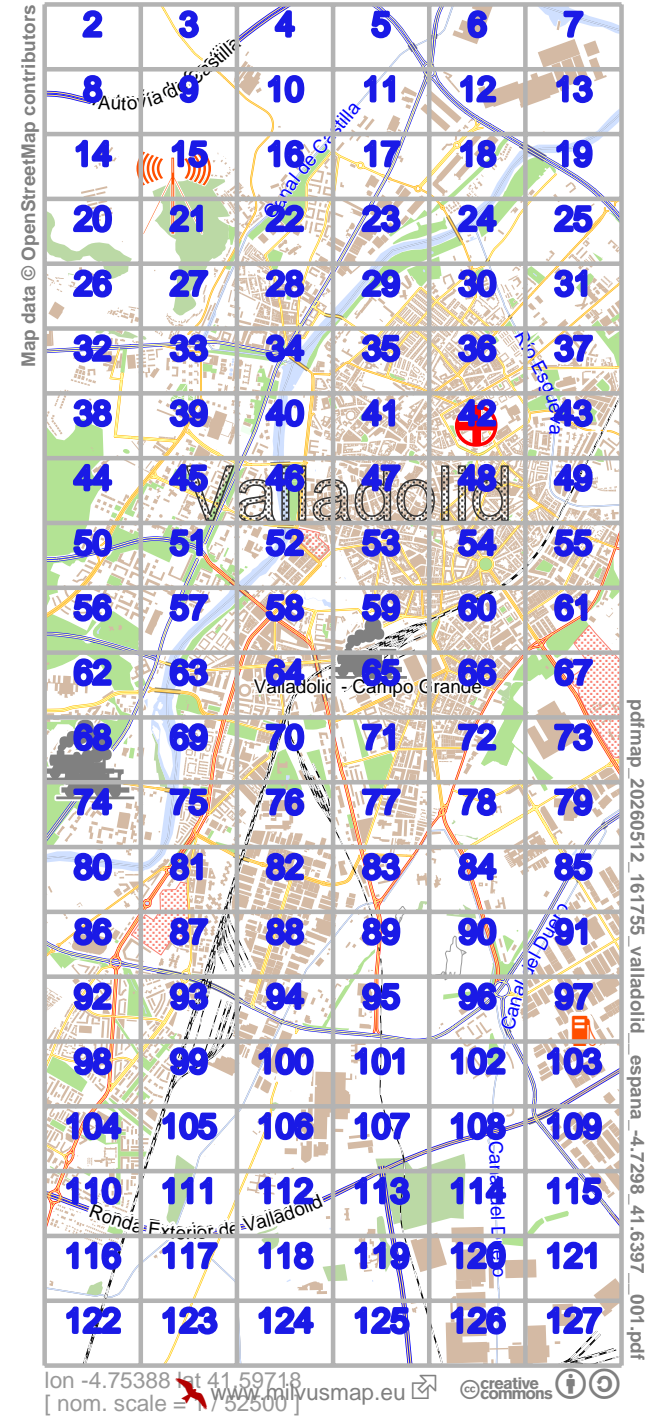 Map data © OpenStreetMap contributors
2 3 4 5 6 7
Autovía de Castilla
8 9 10 11 12 13
Canal de Castilla
14 15 16 17 18 19
20 21 22 23 24 25
26 27 28 29 30 31
Río Esgueva
32 33 34 35 36 37
38 39 40 41 42 43
Valladolid
44 45 46 47 48 49
50 51 52 53 54 55
56 57 58 59 60 61
62 63 64 65 66 67
Valladolid - Campo Grande
68 69 70 71 72 73
74 75 76 77 78 79
80 81 82 83 84 85
86 87 88 89 90 91
Canal del Duero
92 93 94 95 96 97
98 99 100 101 102 103
104 105 106 107 108 109
Canal del Duero
110 111 112 113 114 115
Ronda Exterior de Valladolid
116 117 118 119 120 121
122 123 124 125 126 127
pdfmap_20260512_161755_valladolid__espana_-4.7298_41.6397__001.pdf
lon -4.75388 lat 41.59718
[ nom. scale = 1 / 52500 ]
www.milvusmap.eu
cc creative commons